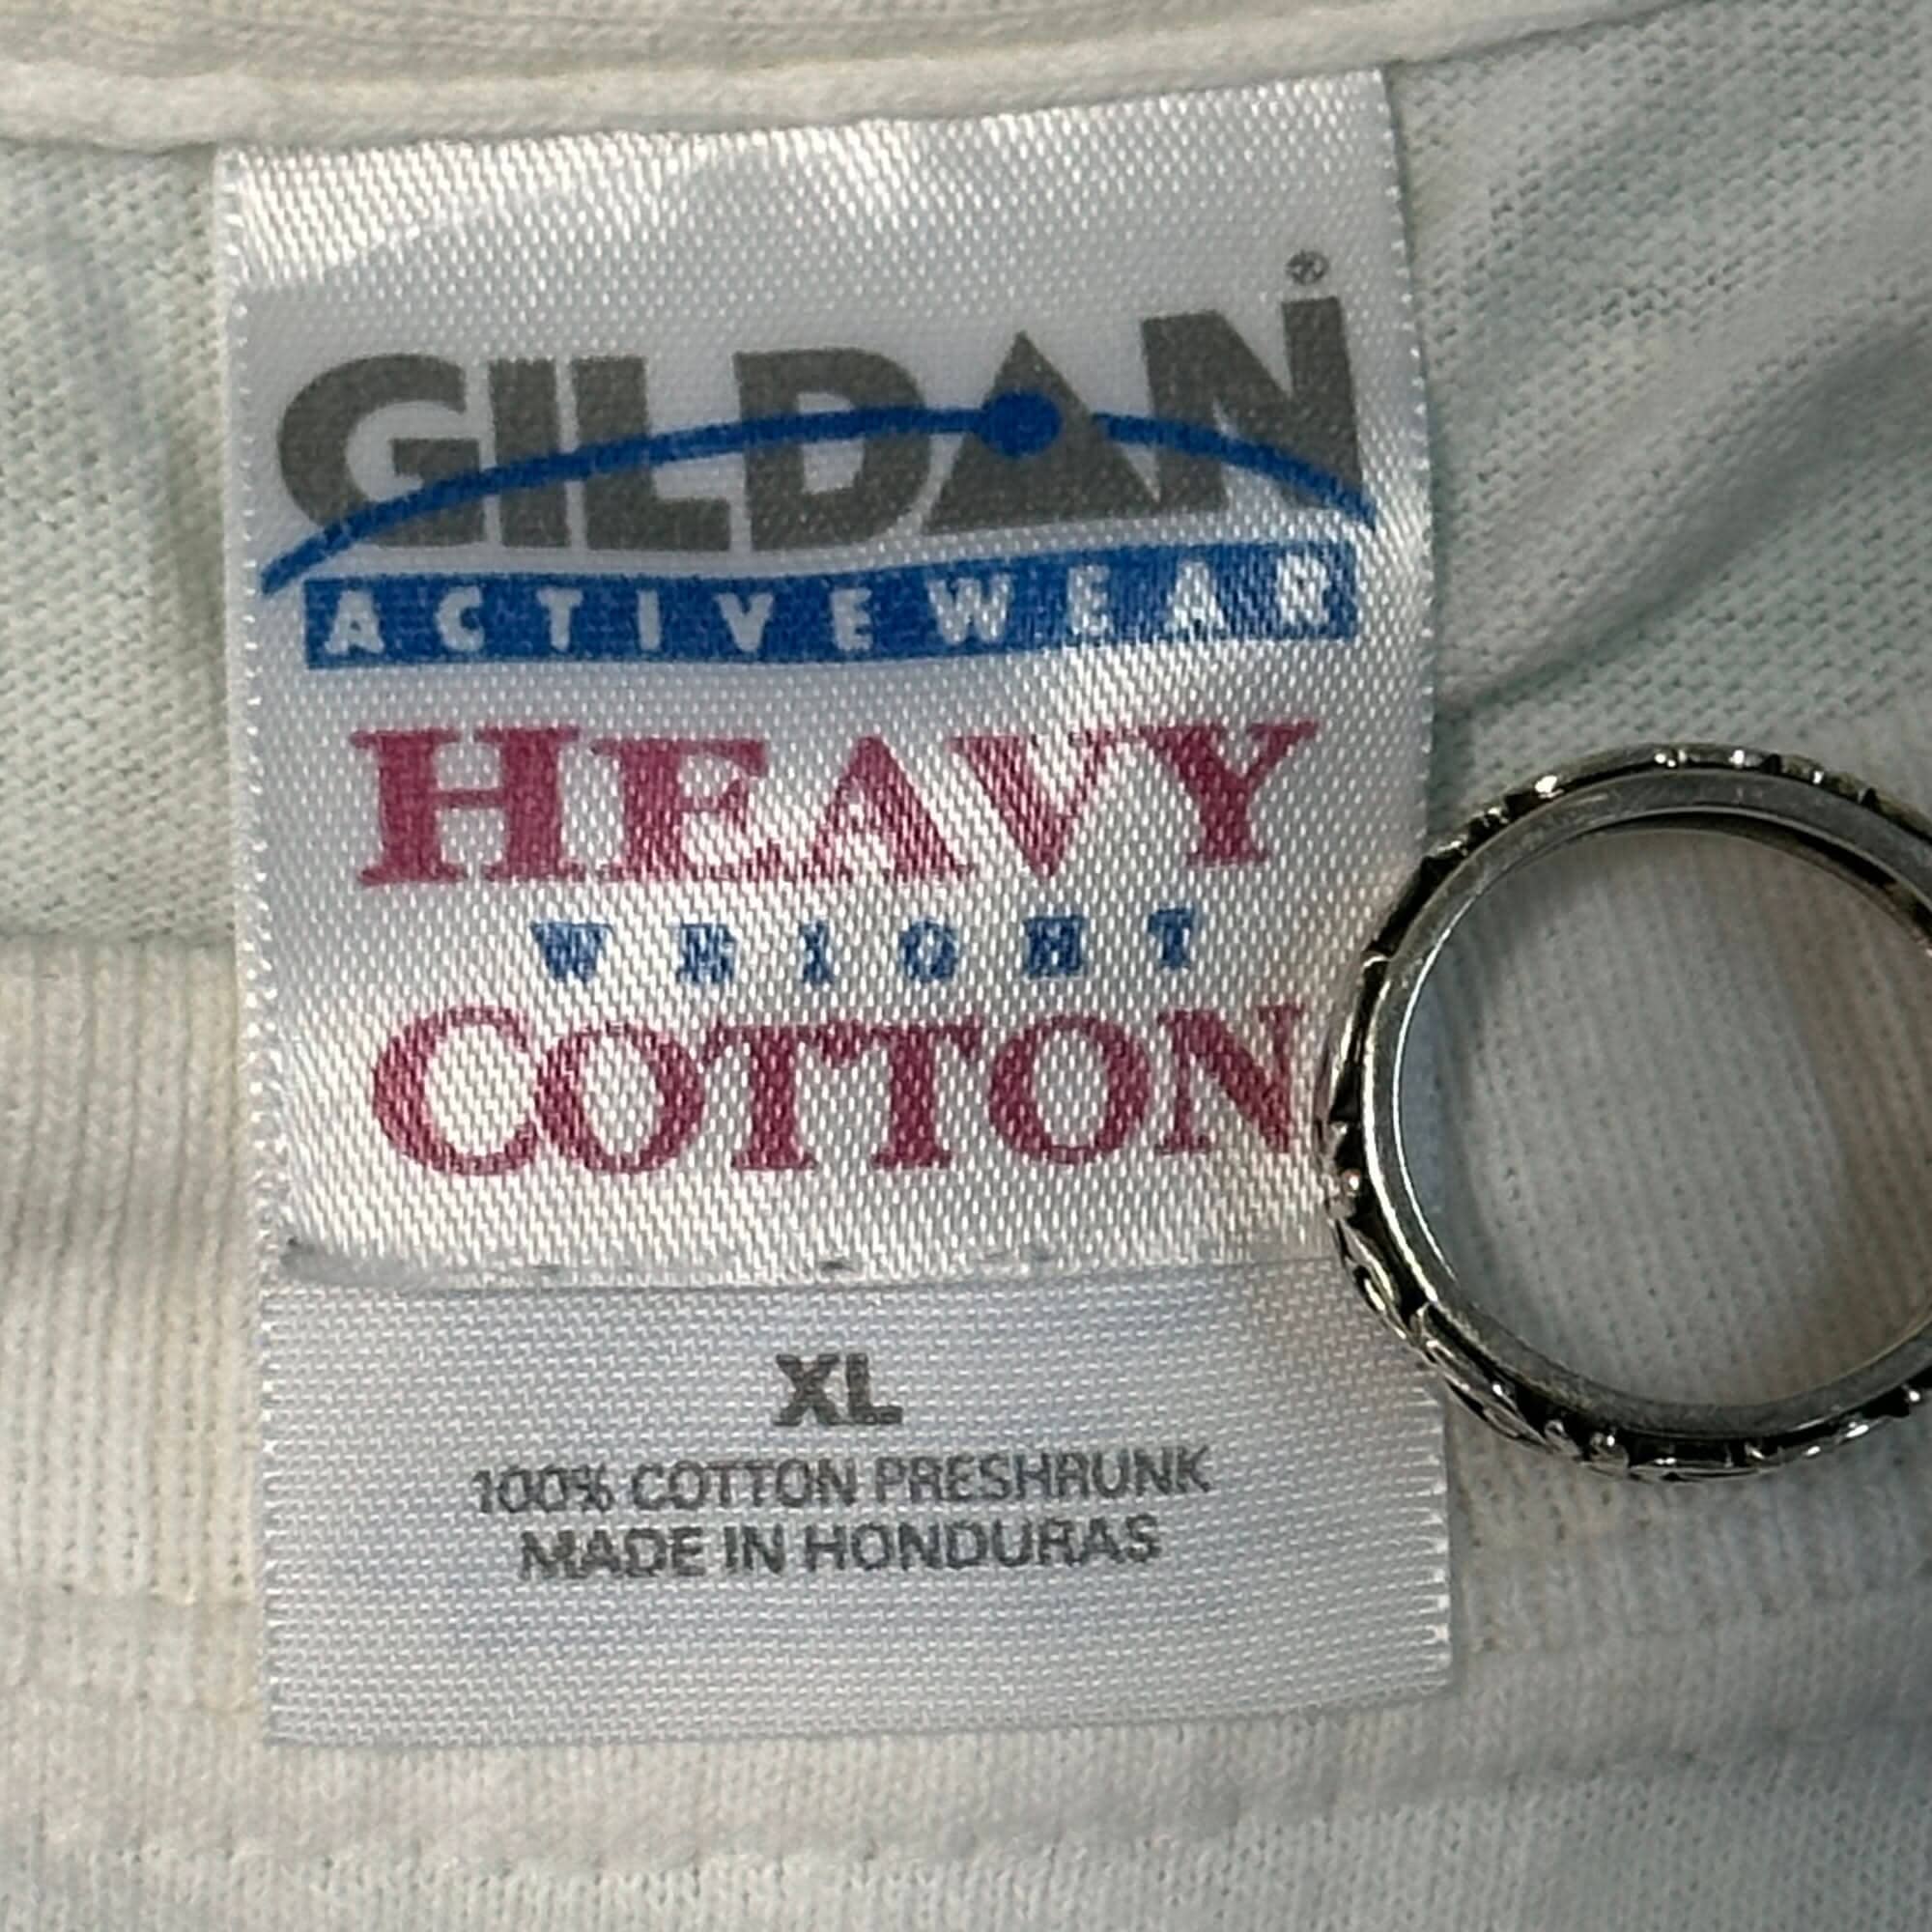 GILDAN®
ACTIVEWEAR
HEAVY
WEIGHT
COTTON
XL
100% COTTON PRESHRUNK
MADE IN HONDURAS